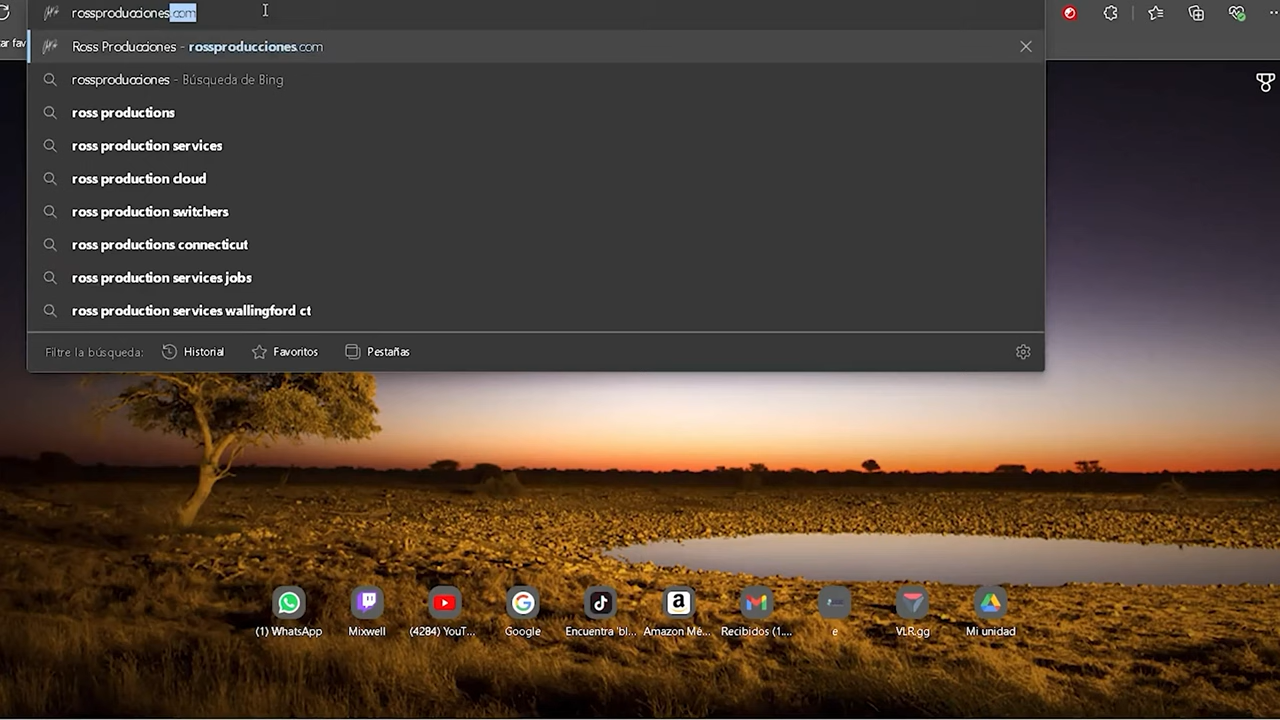 rossproducciones.com
ar fav
Ross Producciones - rossproducciones.com
rossproducciones - Búsqueda de Bing
ross productions
ross production services
ross production cloud
ross production switchers
ross productions connecticut
ross production services jobs
ross production services wallingford ct
Filtre la búsqueda: Historial Favoritos Pestañas
(1) WhatsApp Mixwell (4284) YouT... Google Encuentra 'bl... Amazon Mé... Recibidos (1.... e VLR.gg Mi unidad